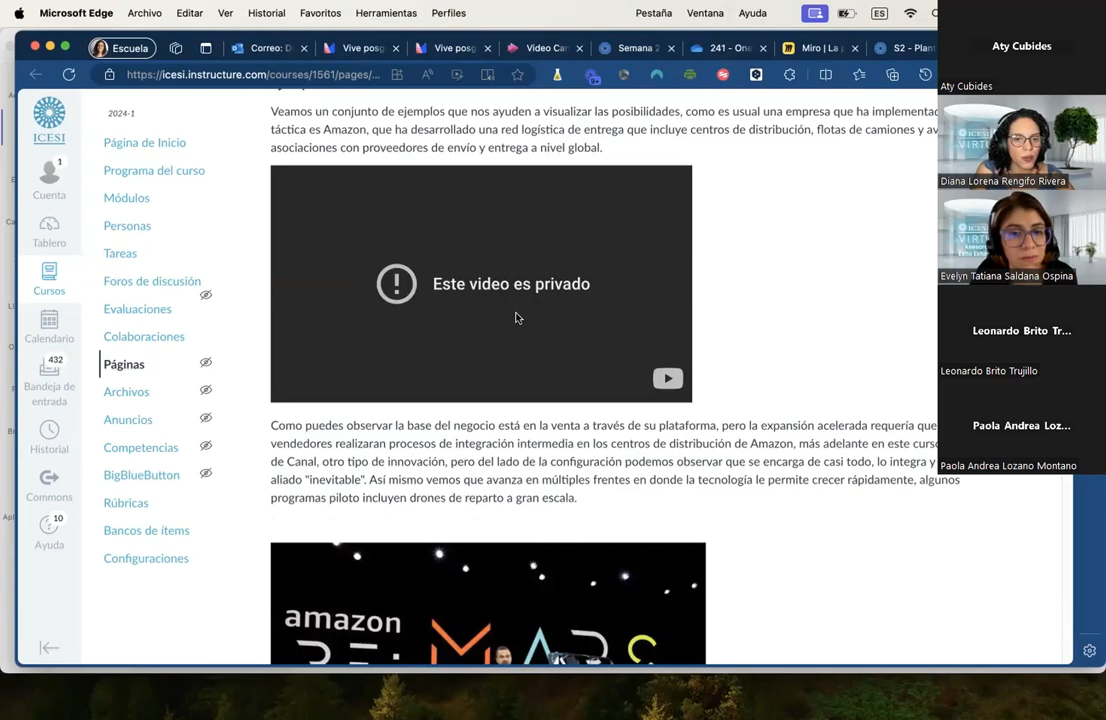 Microsoft Edge Archivo Editar Ver Historial Favoritos Herramientas Perfiles Pestaña Ventana Ayuda ES
Escuela Correo: D Vive posg Vive posg Video Can Semana 2 241 - One Miro | La S2 - Plant
https://icesi.instructure.com/courses/1561/pages/...
9+
ICESI
1
Cuenta
Tablero
Cursos
Calendario
432
Bandeja de
entrada
Historial
Commons
10
Ayuda
2024-1
Página de Inicio
Programa del curso
Módulos
Personas
Tareas
Foros de discusión
Evaluaciones
Colaboraciones
Páginas
Archivos
Anuncios
Competencias
BigBlueButton
Rúbricas
Bancos de ítems
Configuraciones
Veamos un conjunto de ejemplos que nos ayuden a visualizar las posibilidades, como es usual una empresa que ha implementa
táctica es Amazon, que ha desarrollado una red logística de entrega que incluye centros de distribución, flotas de camiones y av
asociaciones con proveedores de envío y entrega a nivel global.
Este video es privado
Como puedes observar la base del negocio está en la venta a través de su plataforma, pero la expansión acelerada requería que
vendedores realizaran procesos de integración intermedia en los centros de distribución de Amazon, más adelante en este curs
de Canal, otro tipo de innovación, pero del lado de la configuración podemos observar que se encarga de casi todo, lo integra y
aliado "inevitable". Así mismo vemos que avanza en múltiples frentes en donde la tecnología le permite crecer rápidamente, algunos
programas piloto incluyen drones de reparto a gran escala.
amazon
RE:MARS
Aty Cubides
Aty Cubides
ICESI
VIRTU
Diana Lorena Rengifo Rivera
ICESI
VIRTU
Evelyn Tatiana Saldana Ospina
Leonardo Brito Tr...
Leonardo Brito Trujillo
Paola Andrea Loz...
Paola Andrea Lozano Montano